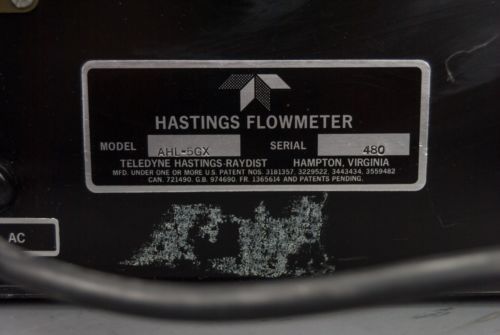 HASTINGS FLOWMETER
MODEL AHL-5GX SERIAL 480
TELEDYNE HASTINGS-RAYDIST HAMPTON, VIRGINIA
MFD. UNDER ONE OR MORE U.S. PATENT NOS. 3181357, 3229522, 3443434, 3559482
CAN. 721490. G.B. 974690. FR. 1365614 AND PATENTS PENDING.
AC